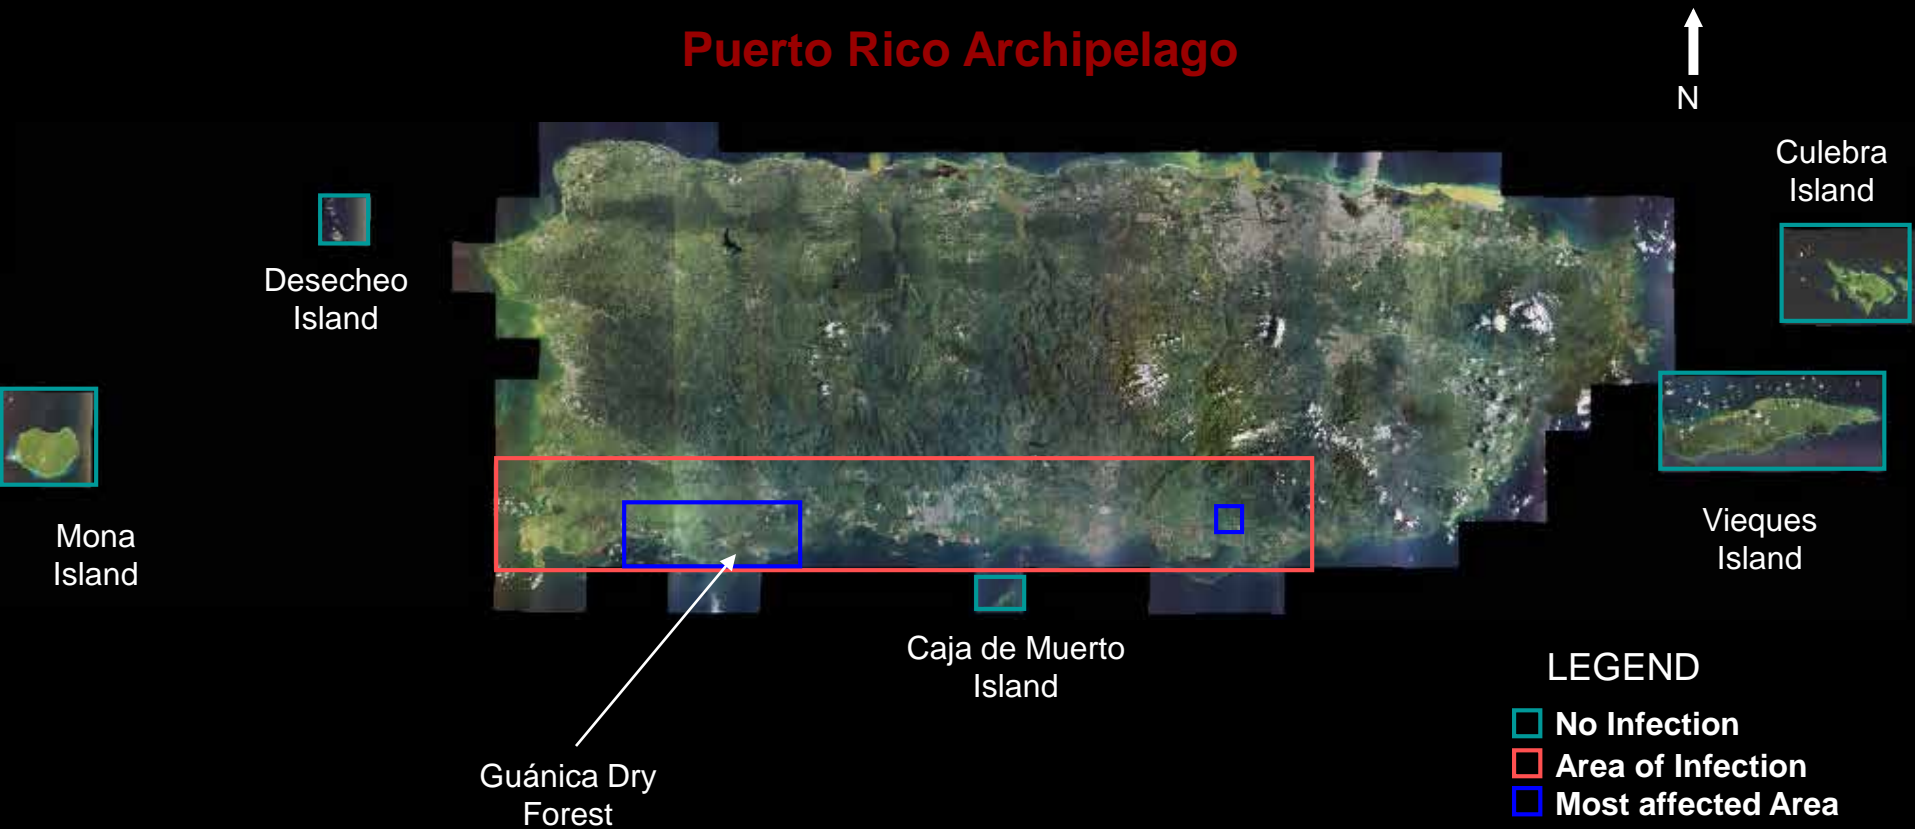 Puerto Rico Archipelago
N
Culebra
Island
Desecheo
Island
Mona
Island
Vieques
Island
Caja de Muerto
Island
Guánica Dry
Forest
LEGEND
No Infection
Area of Infection
Most affected Area